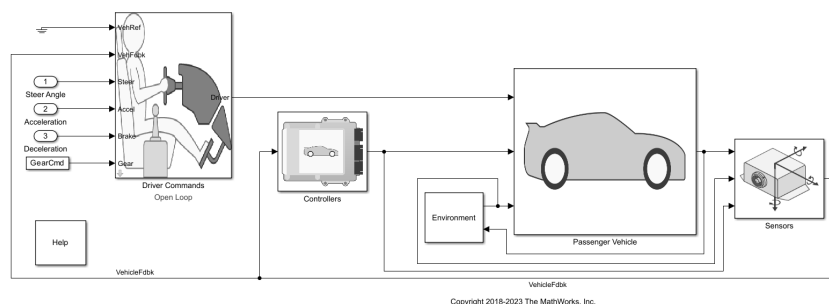 VehRef
VehFdbk
1
Steer Angle
Steer
2
Acceleration
Accel
3
Deceleration
Brake
GearCmd
Gear
Driver
Driver Commands
Open Loop
Controllers
Environment
Passenger Vehicle
Sensors
Help
VehicleFdbk
VehicleFdbk
Copyright 2018-2023 The MathWorks, Inc.